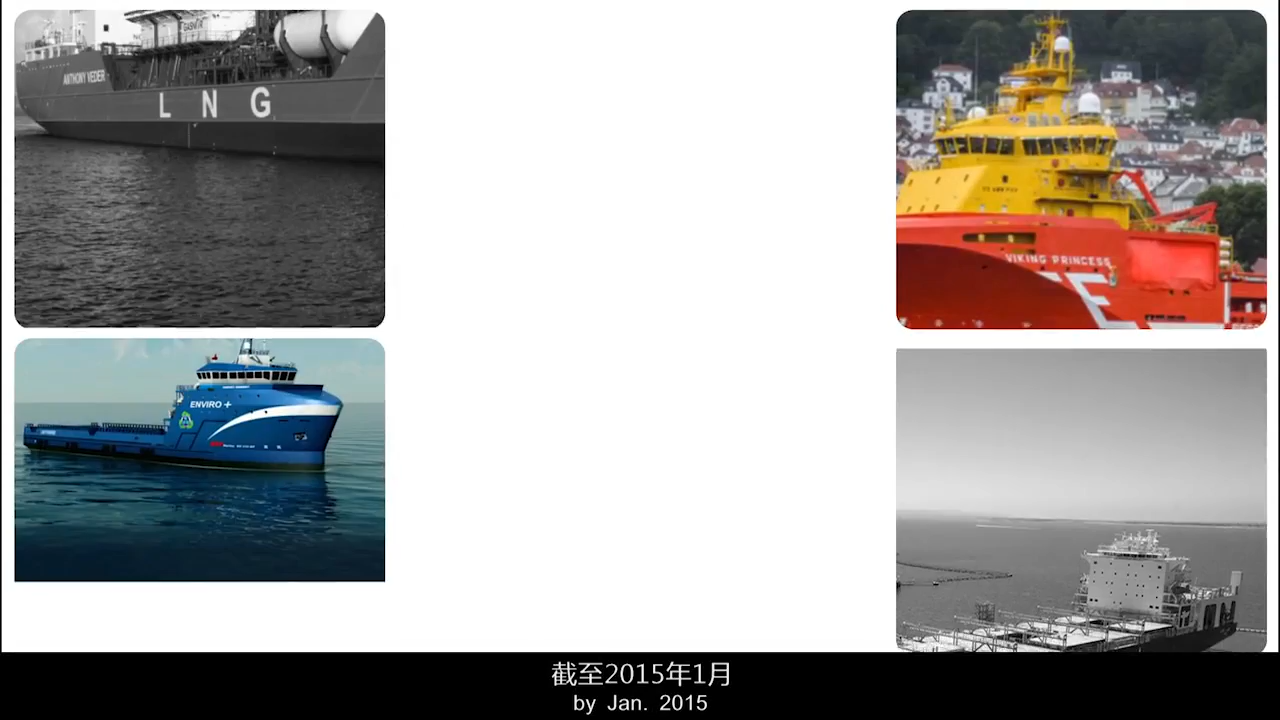 ANTHONY VEDER
L N G
VIKING PRINCESS
ENVIRO +
截至2015年1月
by Jan. 2015